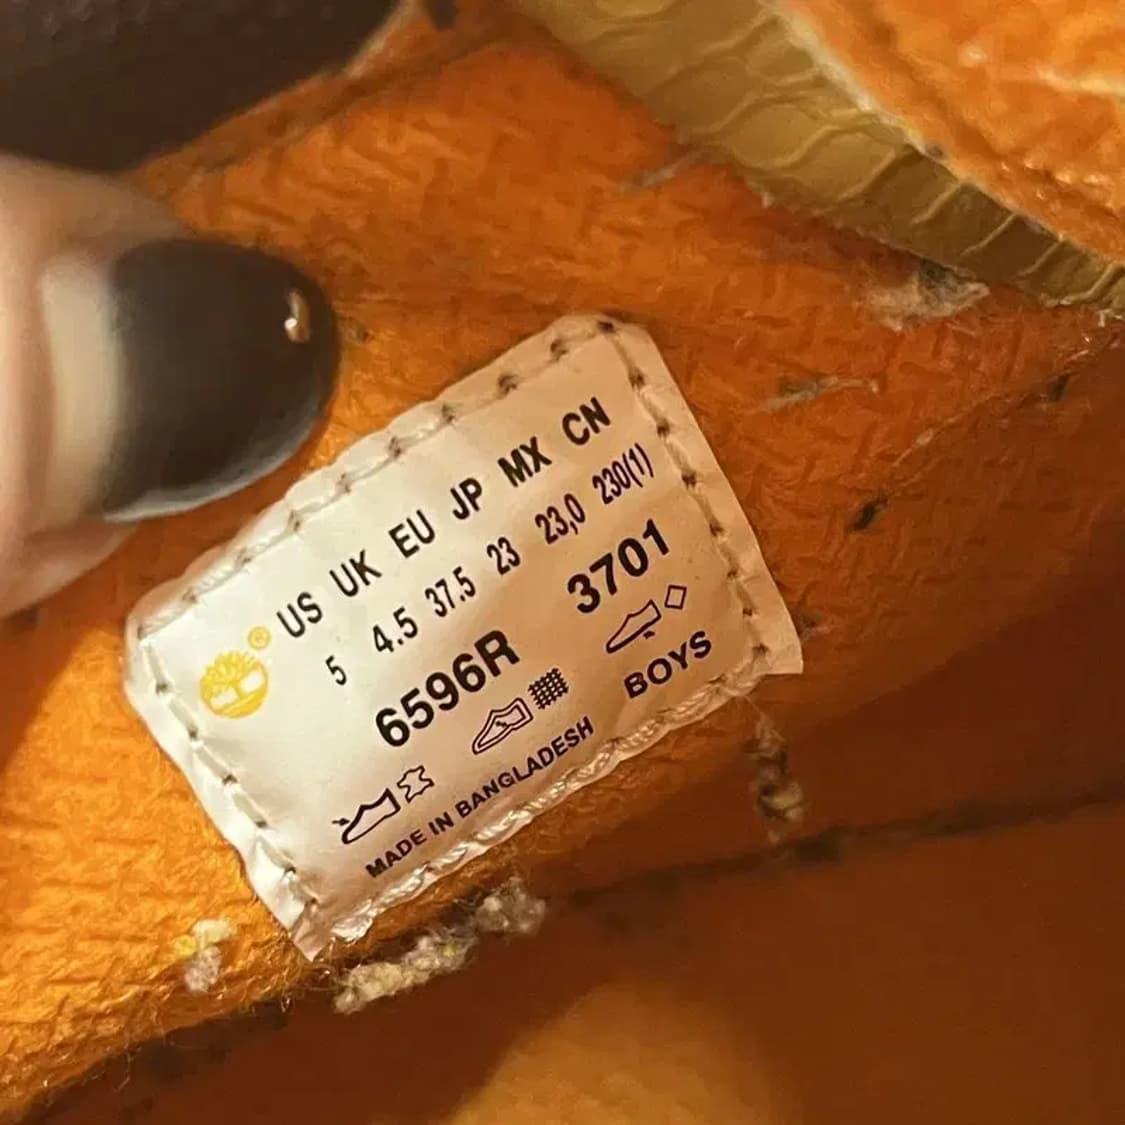 ®
US UK EU JP MX CN
5 4.5 37.5 23 23,0 230(1)
6596R 3701
BOYS
MADE IN BANGLADESH